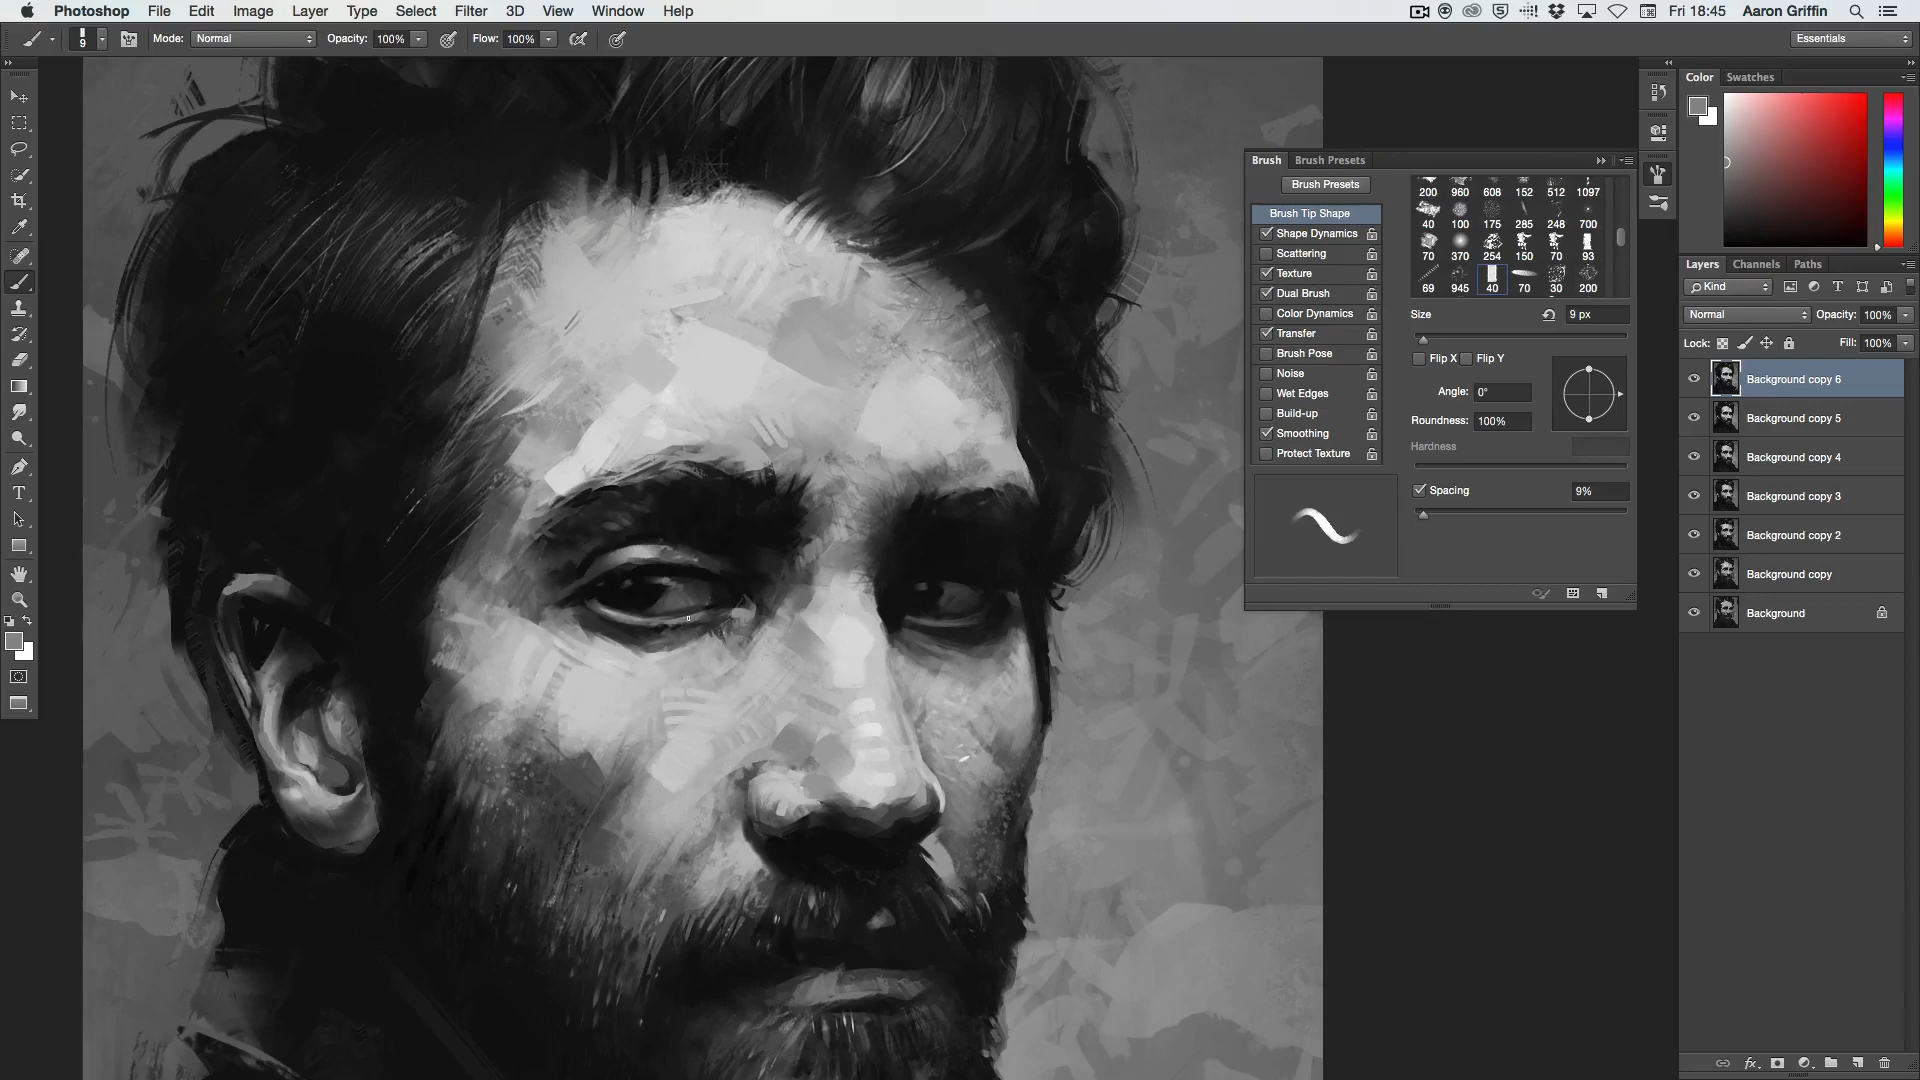 Photoshop File Edit Image Layer Type Select Filter 3D View Window Help Fri 18:45 Aaron Griffin
9 Mode: Normal Opacity: 100% Flow: 100% Essentials
Color Swatches
Brush Brush Presets
Brush Presets
200 960 608 152 512 1097
40 100 175 285 248 700
70 370 254 150 70 93
69 945 40 70 30 200
Brush Tip Shape
Shape Dynamics
Scattering
Texture
Dual Brush
Color Dynamics
Transfer
Brush Pose
Noise
Wet Edges
Build-up
Smoothing
Protect Texture
Size 9 px
Flip X Flip Y
Angle: 0°
Roundness: 100%
Hardness
Spacing 9%
Layers Channels Paths
Kind
Normal Opacity: 100%
Lock: Fill: 100%
Background copy 6
Background copy 5
Background copy 4
Background copy 3
Background copy 2
Background copy
Background
T
fx